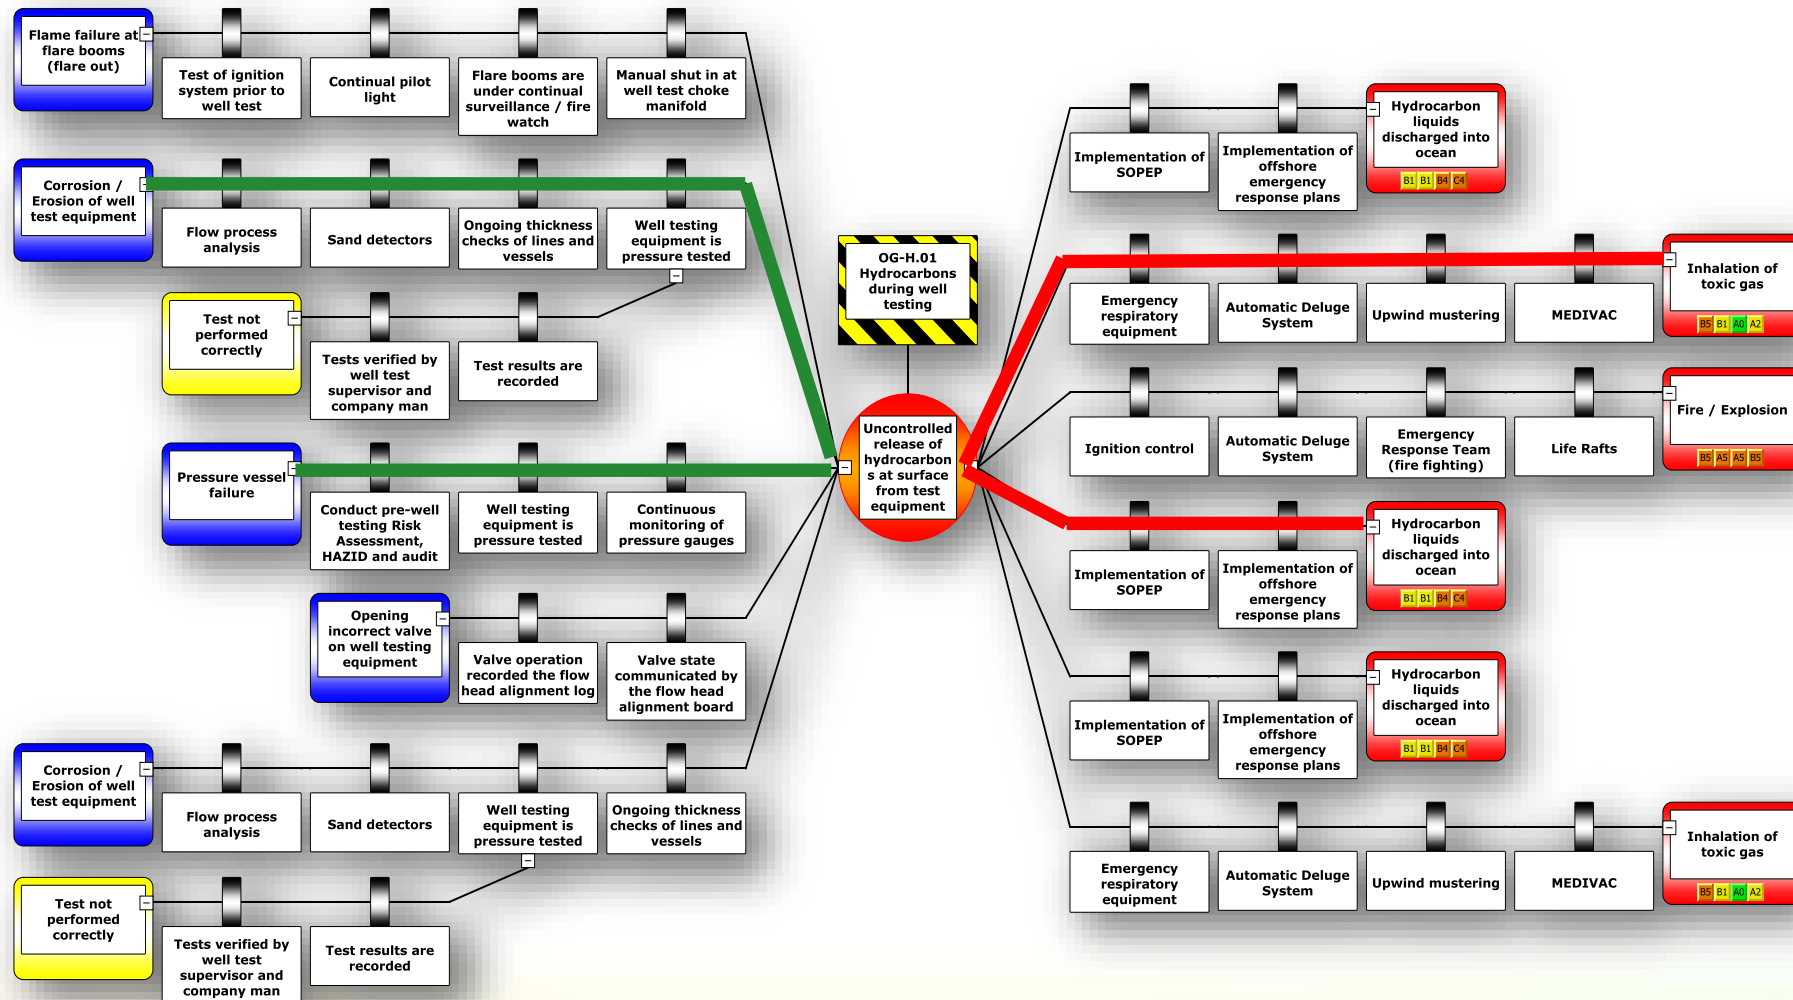 Flame failure at
flare booms
(flare out)
Test of ignition
system prior to
well test
Continual pilot
light
Flare booms are
under continual
surveillance / fire
watch
Manual shut in at
well test choke
manifold
Corrosion /
Erosion of well
test equipment
Flow process
analysis
Sand detectors
Ongoing thickness
checks of lines and
vessels
Well testing
equipment is
pressure tested
Test not
performed
correctly
Tests verified by
well test
supervisor and
company man
Test results are
recorded
Pressure vessel
failure
Conduct pre-well
testing Risk
Assessment,
HAZID and audit
Well testing
equipment is
pressure tested
Continuous
monitoring of
pressure gauges
Opening
incorrect valve
on well testing
equipment
Valve operation
recorded the flow
head alignment log
Valve state
communicated by
the flow head
alignment board
Corrosion /
Erosion of well
test equipment
Flow process
analysis
Sand detectors
Well testing
equipment is
pressure tested
Ongoing thickness
checks of lines and
vessels
Test not
performed
correctly
Tests verified by
well test
supervisor and
company man
Test results are
recorded
OG-H.01
Hydrocarbons
during well
testing
Uncontrolled
release of
hydrocarbon
s at surface
from test
equipment
Implementation of
SOPEP
Implementation of
offshore
emergency
response plans
Hydrocarbon
liquids
discharged into
ocean
B1 B1 B4 C4
Emergency
respiratory
equipment
Automatic Deluge
System
Upwind mustering
MEDIVAC
Inhalation of
toxic gas
B5 B1 A0 A2
Ignition control
Automatic Deluge
System
Emergency
Response Team
(fire fighting)
Life Rafts
Fire / Explosion
B5 A5 A5 B5
Implementation of
SOPEP
Implementation of
offshore
emergency
response plans
Hydrocarbon
liquids
discharged into
ocean
B1 B1 B4 C4
Implementation of
SOPEP
Implementation of
offshore
emergency
response plans
Hydrocarbon
liquids
discharged into
ocean
B1 B1 B4 C4
Emergency
respiratory
equipment
Automatic Deluge
System
Upwind mustering
MEDIVAC
Inhalation of
toxic gas
B5 B1 A0 A2